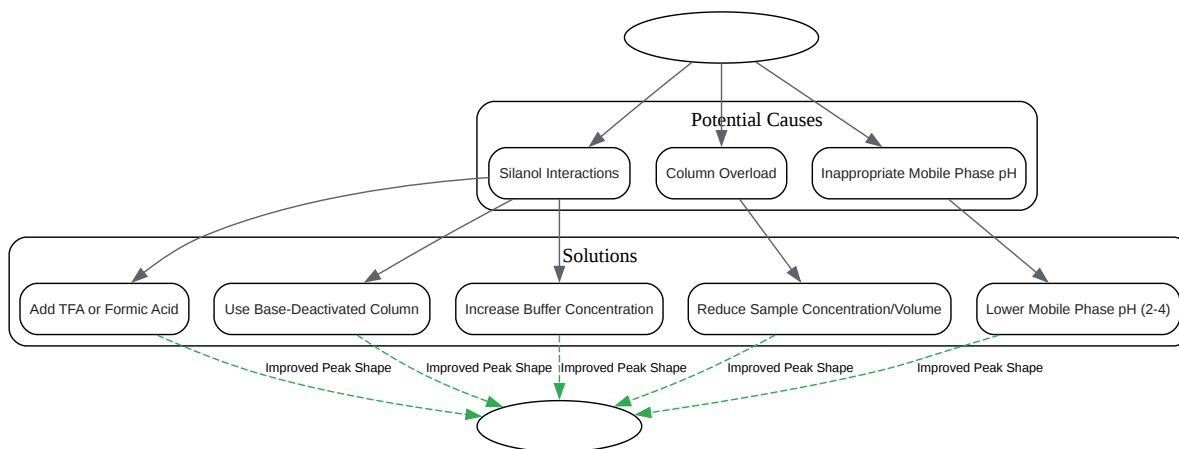 Potential Causes
Silanol Interactions
Column Overload
Inappropriate Mobile Phase pH
Solutions
Add TFA or Formic Acid
Use Base-Deactivated Column
Increase Buffer Concentration
Reduce Sample Concentration/Volume
Lower Mobile Phase pH (2-4)
Improved Peak Shape
Improved Peak Shape
Improved Peak Shape
Improved Peak Shape
Improved Peak Shape